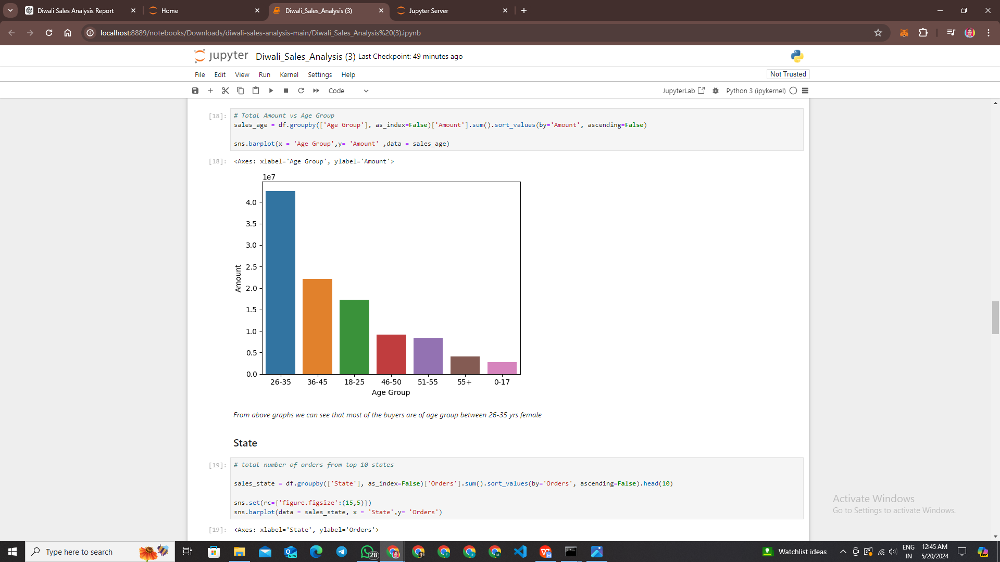 Diwali Sales Analysis Report
Home
Diwali_Sales_Analysis (3)
Jupyter Server
localhost:8889/notebooks/Downloads/diwali-sales-analysis-main/Diwali_Sales_Analysis%20(3).ipynb
jupyter Diwali_Sales_Analysis (3) Last Checkpoint: 49 minutes ago
File Edit View Run Kernel Settings Help
Not Trusted
Code
JupyterLab
Python 3 (ipykernel)
[18]:
# Total Amount vs Age Group
sales_age = df.groupby(['Age Group'], as_index=False)['Amount'].sum().sort_values(by='Amount', ascending=False)
sns.barplot(x = 'Age Group',y= 'Amount' ,data = sales_age)
[18]:
<Axes: xlabel='Age Group', ylabel='Amount'>
1e7
4.0
3.5
3.0
2.5
2.0
1.5
1.0
0.5
0.0
Amount
26-35 36-45 18-25 46-50 51-55 55+ 0-17
Age Group
From above graphs we can see that most of the buyers are of age group between 26-35 yrs female
State
[19]:
# total number of orders from top 10 states
sales_state = df.groupby(['State'], as_index=False)['Orders'].sum().sort_values(by='Orders', ascending=False).head(10)
sns.set(rc={'figure.figsize':(15,5)})
sns.barplot(data = sales_state, x = 'State',y= 'Orders')
[19]:
<Axes: xlabel='State', ylabel='Orders'>
Activate Windows
Go to Settings to activate Windows.
Type here to search
NEW
28
Watchlist ideas
ENG
IN
12:45 AM
5/20/2024
PRE